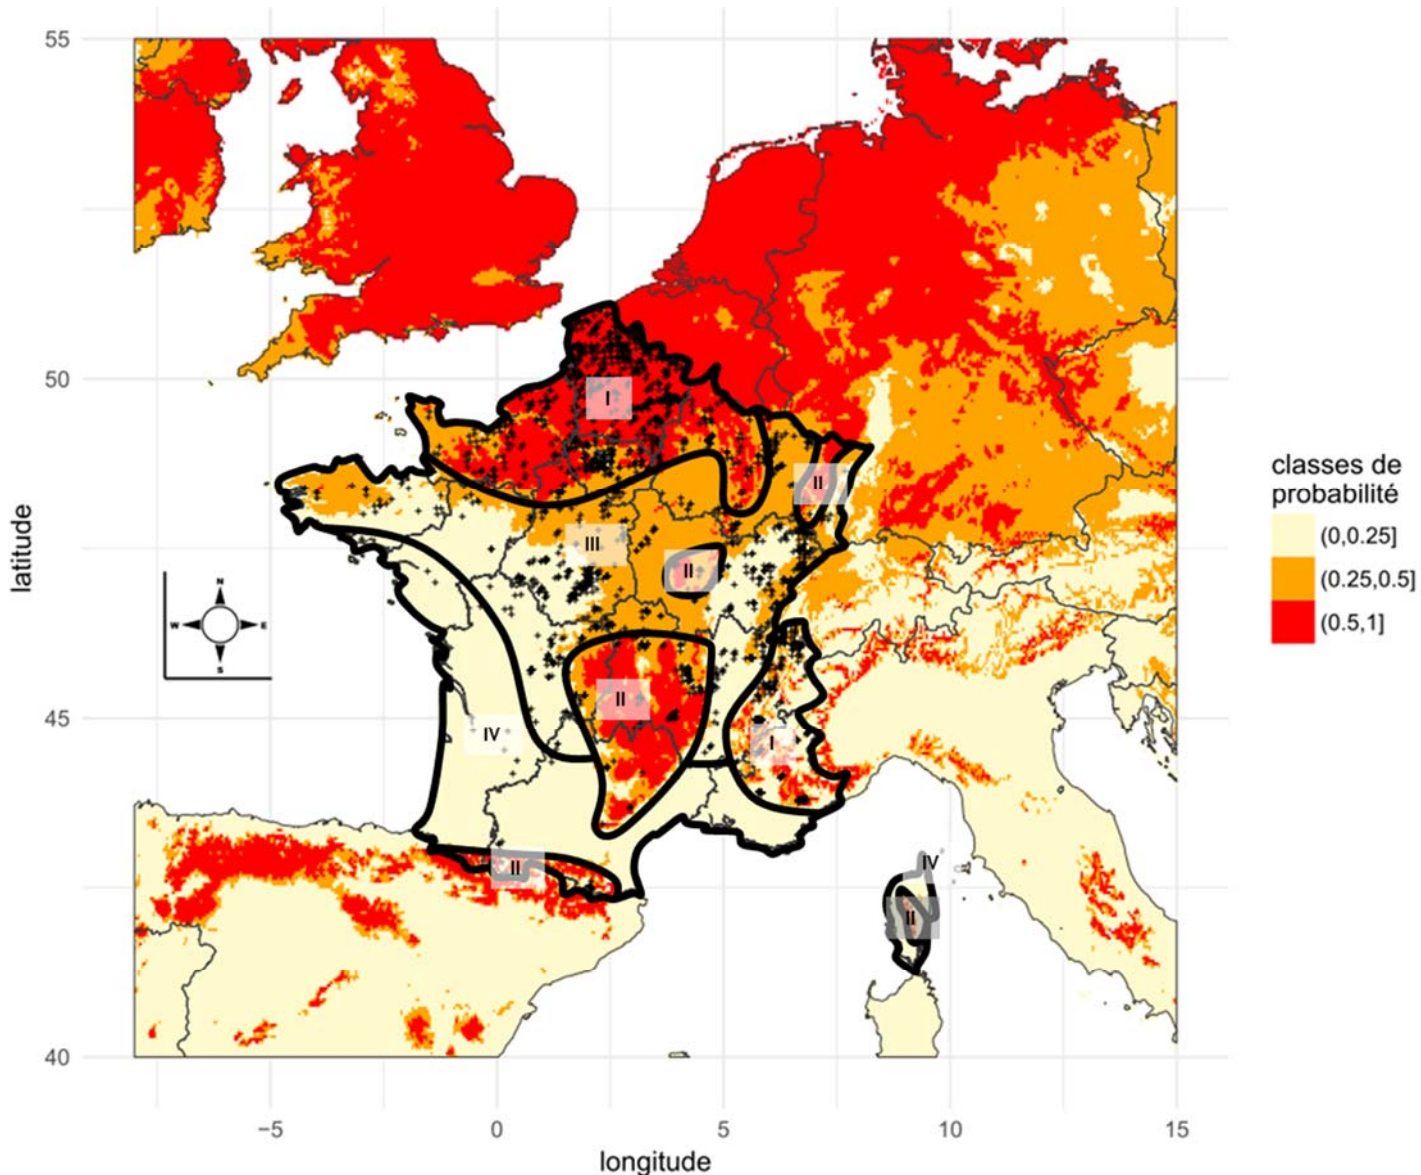 55
50
45
40
latitude
−5
0
5
10
15
longitude
N
W
E
S
I
II
III
II
II
IV
I
II
IV
II
classes de
probabilité
(0,0.25]
(0.25,0.5]
(0.5,1]